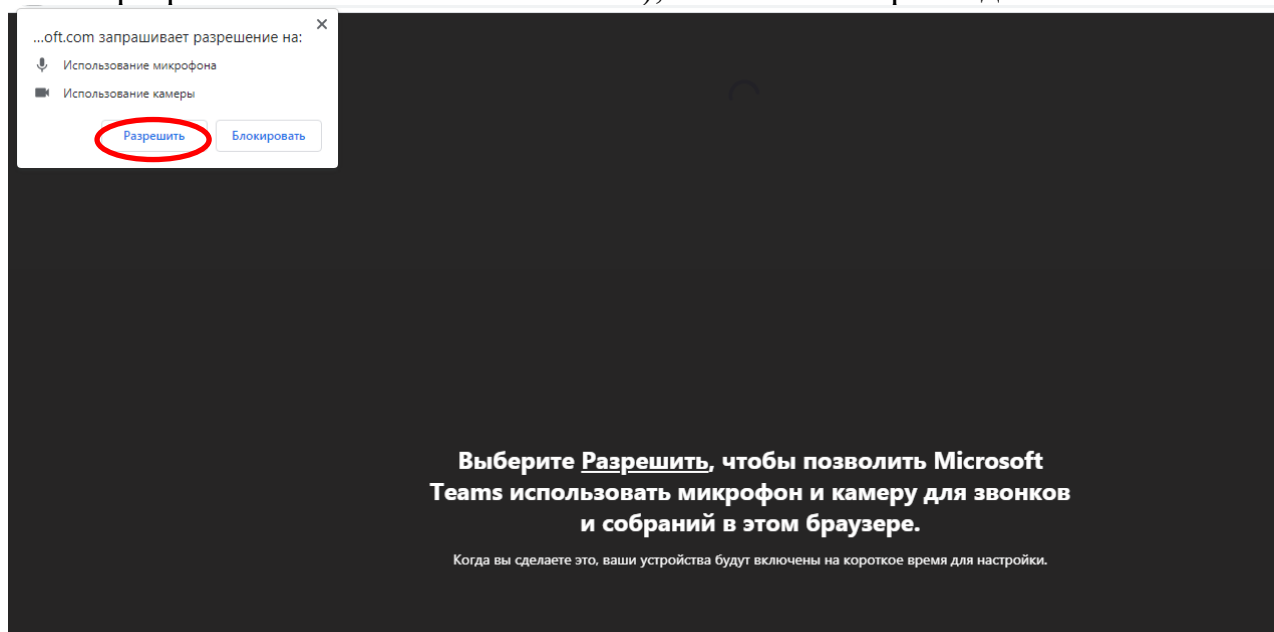 ...oft.com запрашивает разрешение на:
Использование микрофона
Использование камеры
Разрешить
Блокировать
Выберите Разрешить, чтобы позволить Microsoft
Teams использовать микрофон и камеру для звонков
и собраний в этом браузере.
Когда вы сделаете это, ваши устройства будут включены на короткое время для настройки.